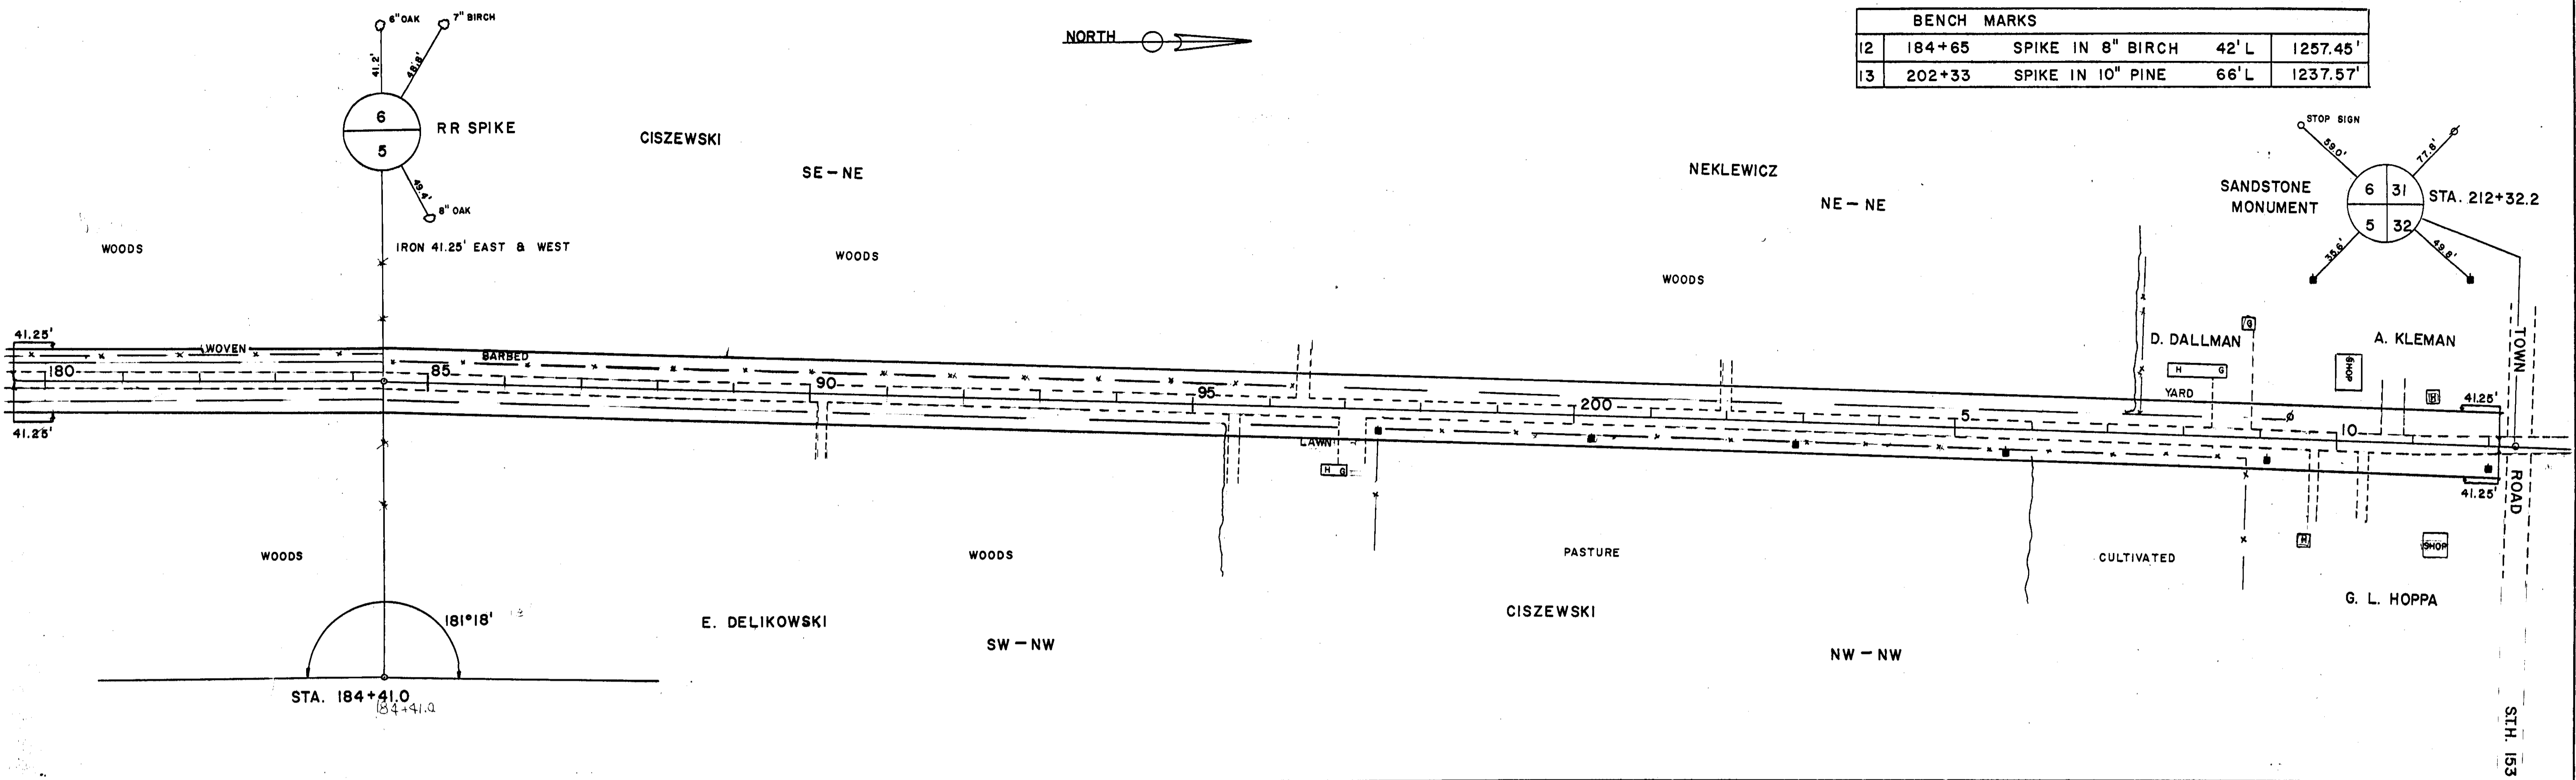 6" OAK
7" BIRCH
41.2'
48.8'
6
5
RR SPIKE
49.4'
8" OAK
IRON 41.25' EAST & WEST
NORTH
BENCH MARKS
12 184+65 SPIKE IN 8" BIRCH 42' L 1257.45'
13 202+33 SPIKE IN 10" PINE 66' L 1237.57'
CISZEWSKI
SE-NE
NEKLEWICZ
NE-NE
STOP SIGN
59.0'
77.8'
SANDSTONE
MONUMENT
6 31
5 32
STA. 212+32.2
35.6'
49.8'
WOODS
WOODS
WOODS
D. DALLMAN
G
A. KLEMAN
TOWN
ROAD
41.25'
WOVEN
BARBED
H G
YARD
SHOP
H
41.25'
180
85
90
95
200
5
10
41.25'
LAWN
H G
41.25'
WOODS
WOODS
PASTURE
CULTIVATED
H
SHOP
181°18'
E. DELIKOWSKI
SW-NW
CISZEWSKI
NW-NW
G. L. HOPPA
STA. 184+41.0
184+41.0
S.T.H. 153